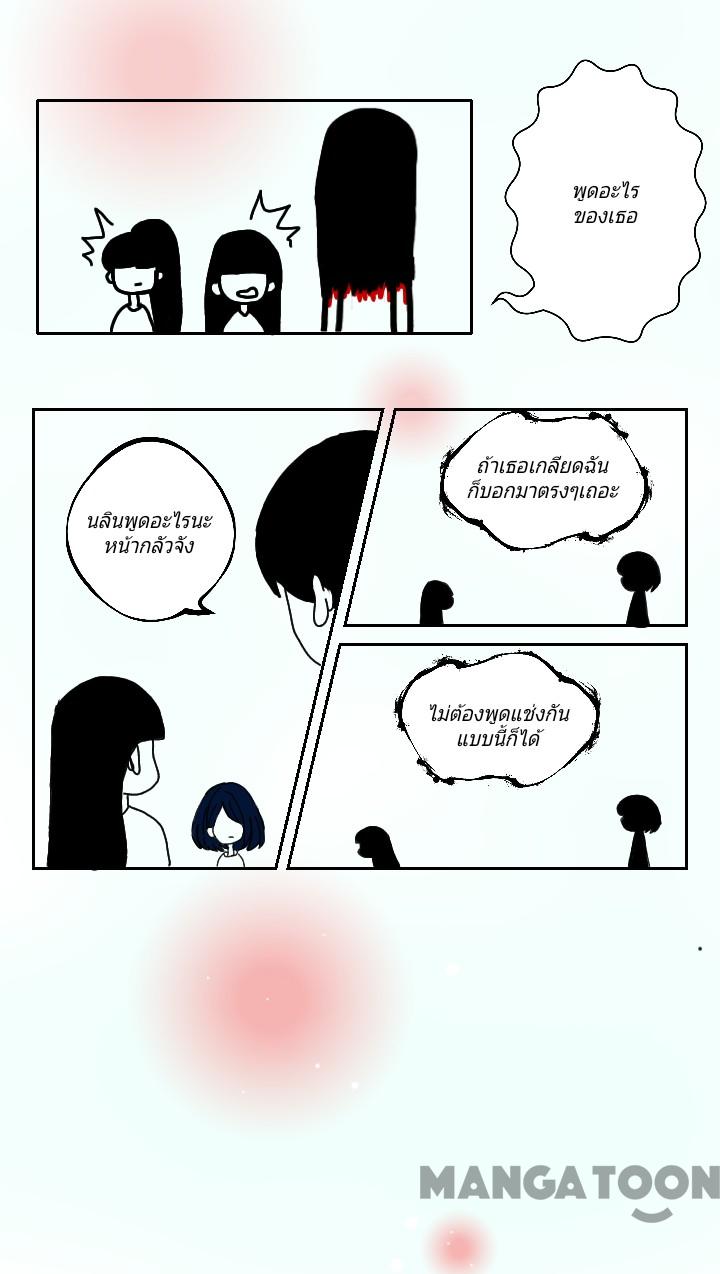 พูดอะไร
ของเธอ
นลินพูดอะไรนะ
หน้ากลัวจัง
ถ้าเธอเกลียดฉัน
ก็บอกมาตรงๆเถอะ
ไม่ต้องพูดแช่งกัน
แบบนี้ก็ได้
MANGATOON